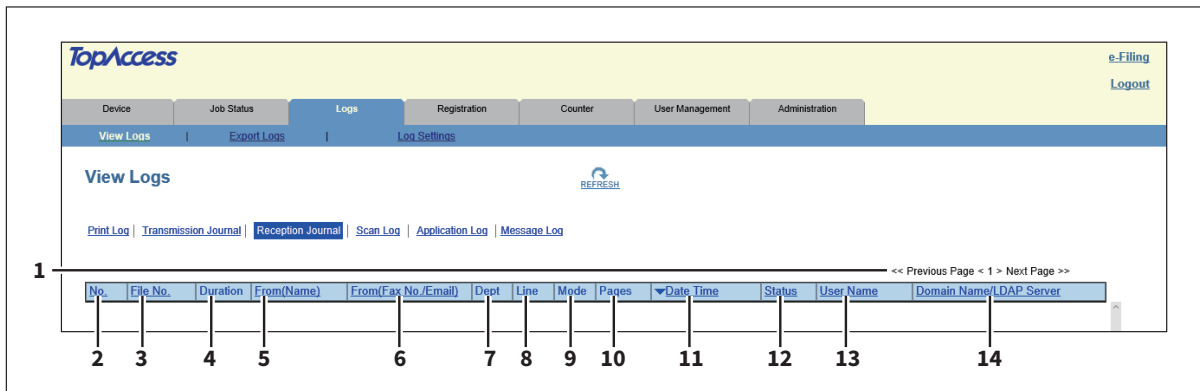 TopAccess
e-Filing
Logout
Device Job Status Logs Registration Counter User Management Administration
View Logs | Export Logs | Log Settings
View Logs
REFRESH
Print Log | Transmission Journal | Reception Journal | Scan Log | Application Log | Message Log
1
<< Previous Page < 1 > Next Page >>
No. File No. Duration From(Name) From(Fax No./Email) Dept Line Mode Pages ▼Date Time Status User Name Domain Name/LDAP Server
2 3 4 5 6 7 8 9 10 11 12 13 14